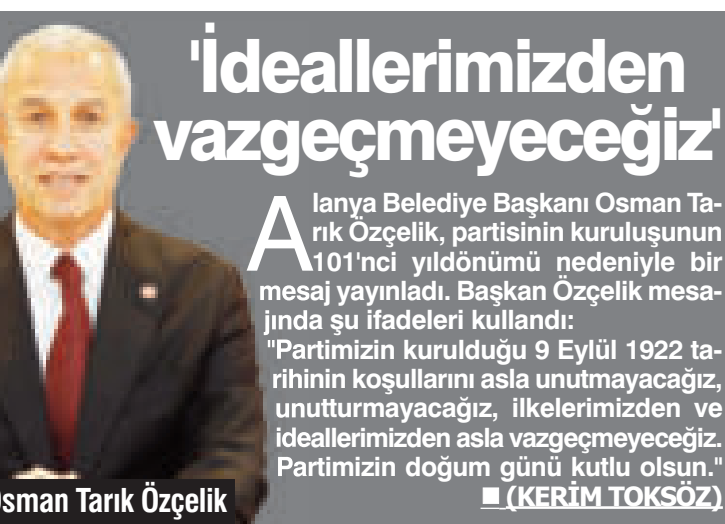 'İdeallerimizden
vazgeçmeyeceğiz'
Alanya Belediye Başkanı Osman Ta-
rık Özçelik, partisinin kuruluşunun
101'nci yıldönümü nedeniyle bir
mesaj yayınladı. Başkan Özçelik mesa-
jında şu ifadeleri kullandı:
"Partimizin kurulduğu 9 Eylül 1922 ta-
rihinin koşullarını asla unutmayacağız,
unutturmayacağız, ilkelerimizden ve
ideallerimizden asla vazgeçmeyeceğiz.
Partimizin doğum günü kutlu olsun."
■ (KERİM TOKSÖZ)
Osman Tarık Özçelik